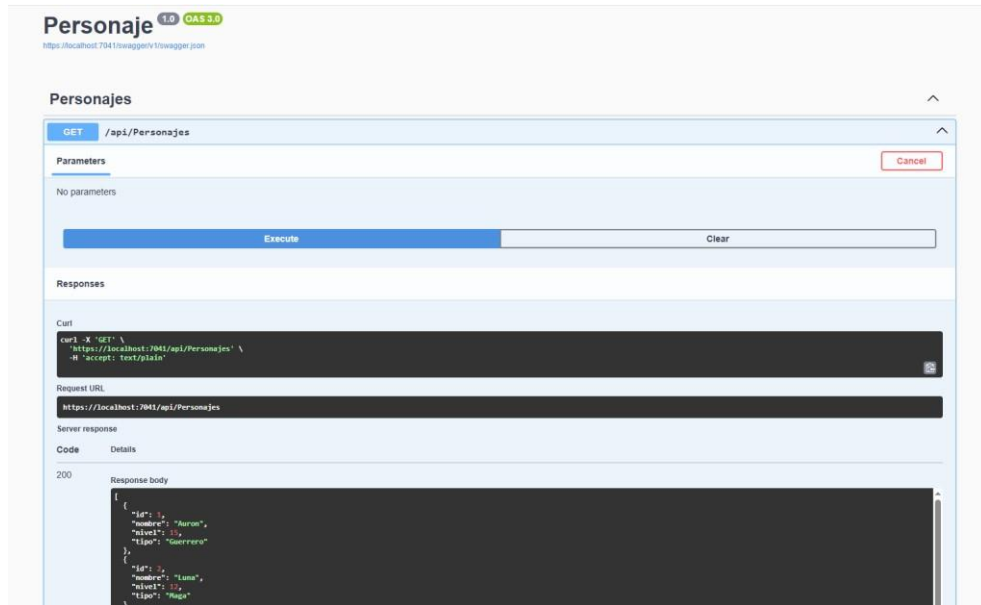 Personaje 1.0 OAS 3.0
https://localhost:7041/swagger/v1/swagger.json
Personajes
GET /api/Personajes
Parameters
Cancel
No parameters
Execute
Clear
Responses
Curl
curl -X 'GET' \
'https://localhost:7041/api/Personajes' \
-H 'accept: text/plain'
Request URL
https://localhost:7041/api/Personajes
Server response
Code Details
200
Response body
[
{
"id": 1,
"nombre": "Auron",
"nivel": 15,
"tipo": "Guerrero"
},
{
"id": 2,
"nombre": "Luna",
"nivel": 12,
"tipo": "Maga"
}